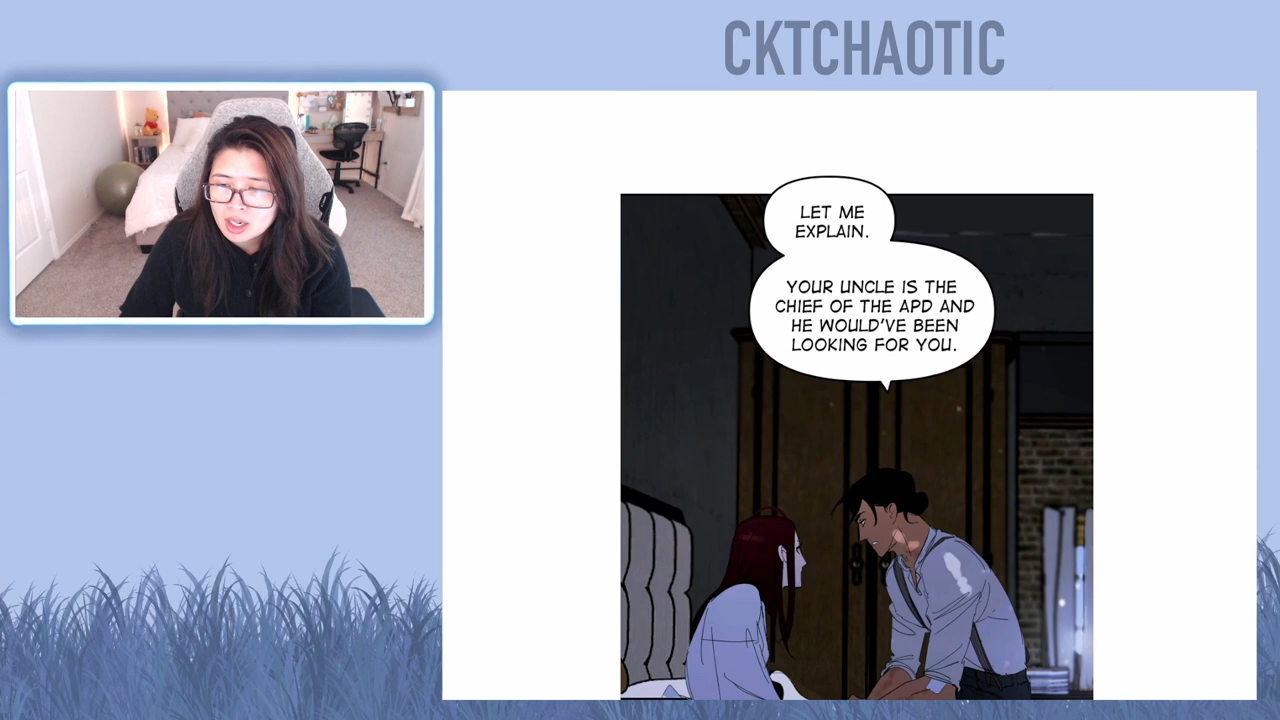 CKTCHAOTIC
LET ME
EXPLAIN.
YOUR UNCLE IS THE
CHIEF OF THE APD AND
HE WOULD'VE BEEN
LOOKING FOR YOU.